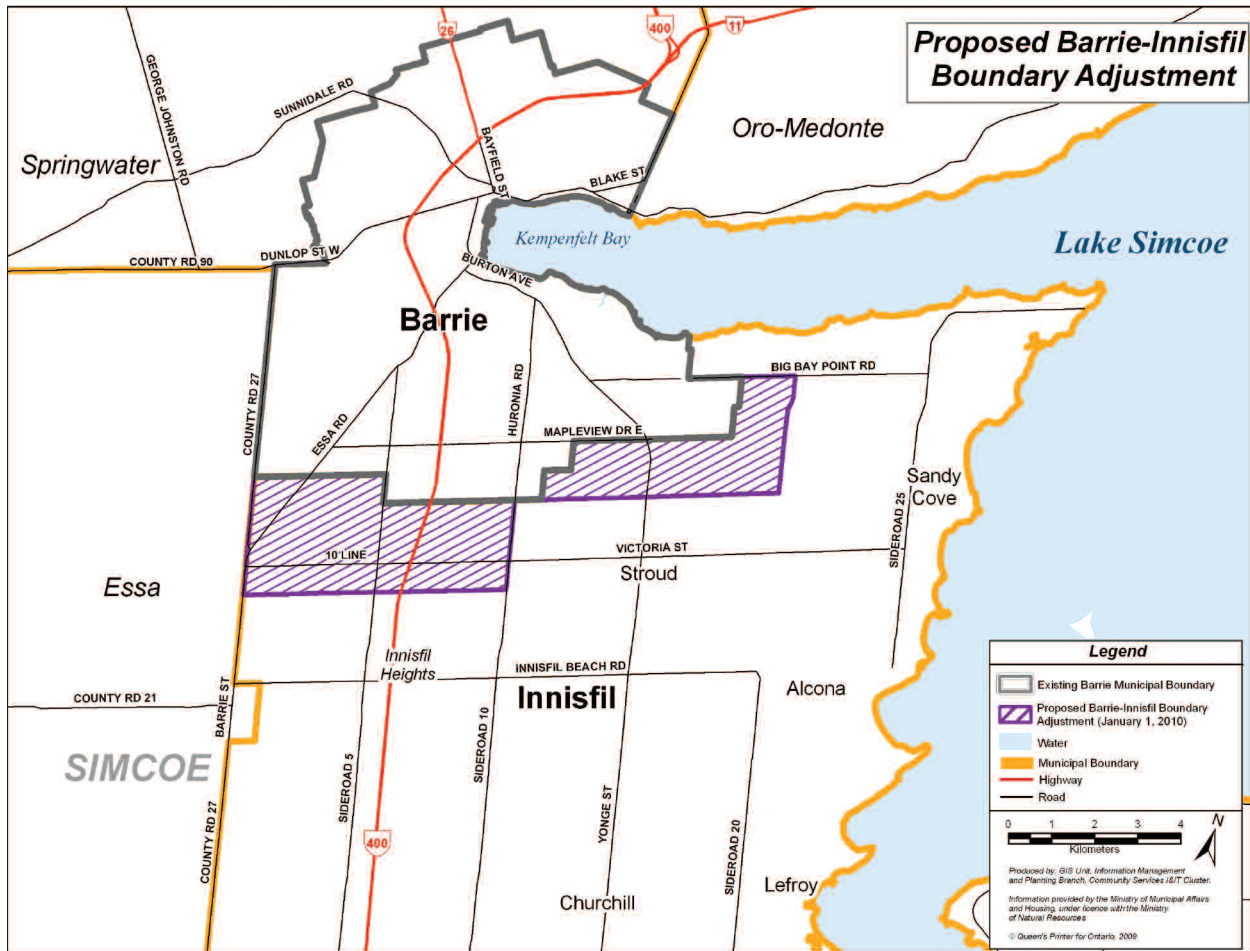 Proposed Barrie-Innisfil
Boundary Adjustment
26
400
11
GEORGE JOHNSTON RD
SUNNIDALE RD
BAYFIELD ST
Oro-Medonte
Springwater
BLAKE ST
Kempenfelt Bay
Lake Simcoe
DUNLOP ST W
COUNTY RD 90
BURTON AVE
Barrie
BIG BAY POINT RD
COUNTY RD 27
HURONIA RD
ESSA RD
MAPLEVIEW DR E
Sandy
Cove
SIDEROAD 25
10 LINE
VICTORIA ST
Stroud
Essa
Innisfil
Heights
INNISFIL BEACH RD
Innisfil
Alcona
COUNTY RD 21
BARRIE ST
SIMCOE
SIDEROAD 5
SIDEROAD 10
YONGE ST
SIDEROAD 20
COUNTY RD 27
400
Churchill
Lefroy
Legend
Existing Barrie Municipal Boundary
Proposed Barrie-Innisfil Boundary
Adjustment (January 1, 2010)
Water
Municipal Boundary
Highway
Road
0 1 2 3 4
Kilometers
N
Produced by: GIS Unit, Information Management
and Planning Branch, Community Services I&IT Cluster.
Information provided by the Ministry of Municipal Affairs
and Housing, under licence with the Ministry
of Natural Resources
© Queen's Printer for Ontario, 2009